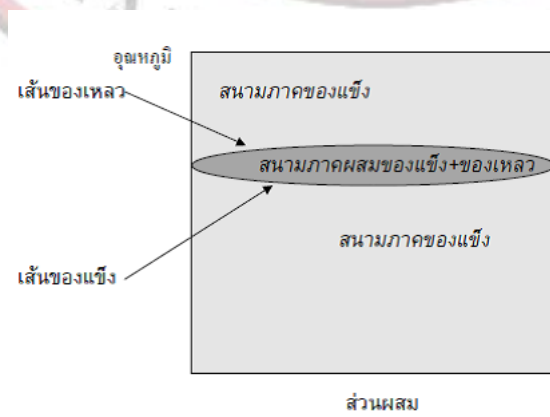 อุณหภูมิ
เส้นของเหลว
สนามภาคของแข็ง
สนามภาคผสมของแข็ง+ของเหลว
สนามภาคของแข็ง
เส้นของแข็ง
ส่วนผสม